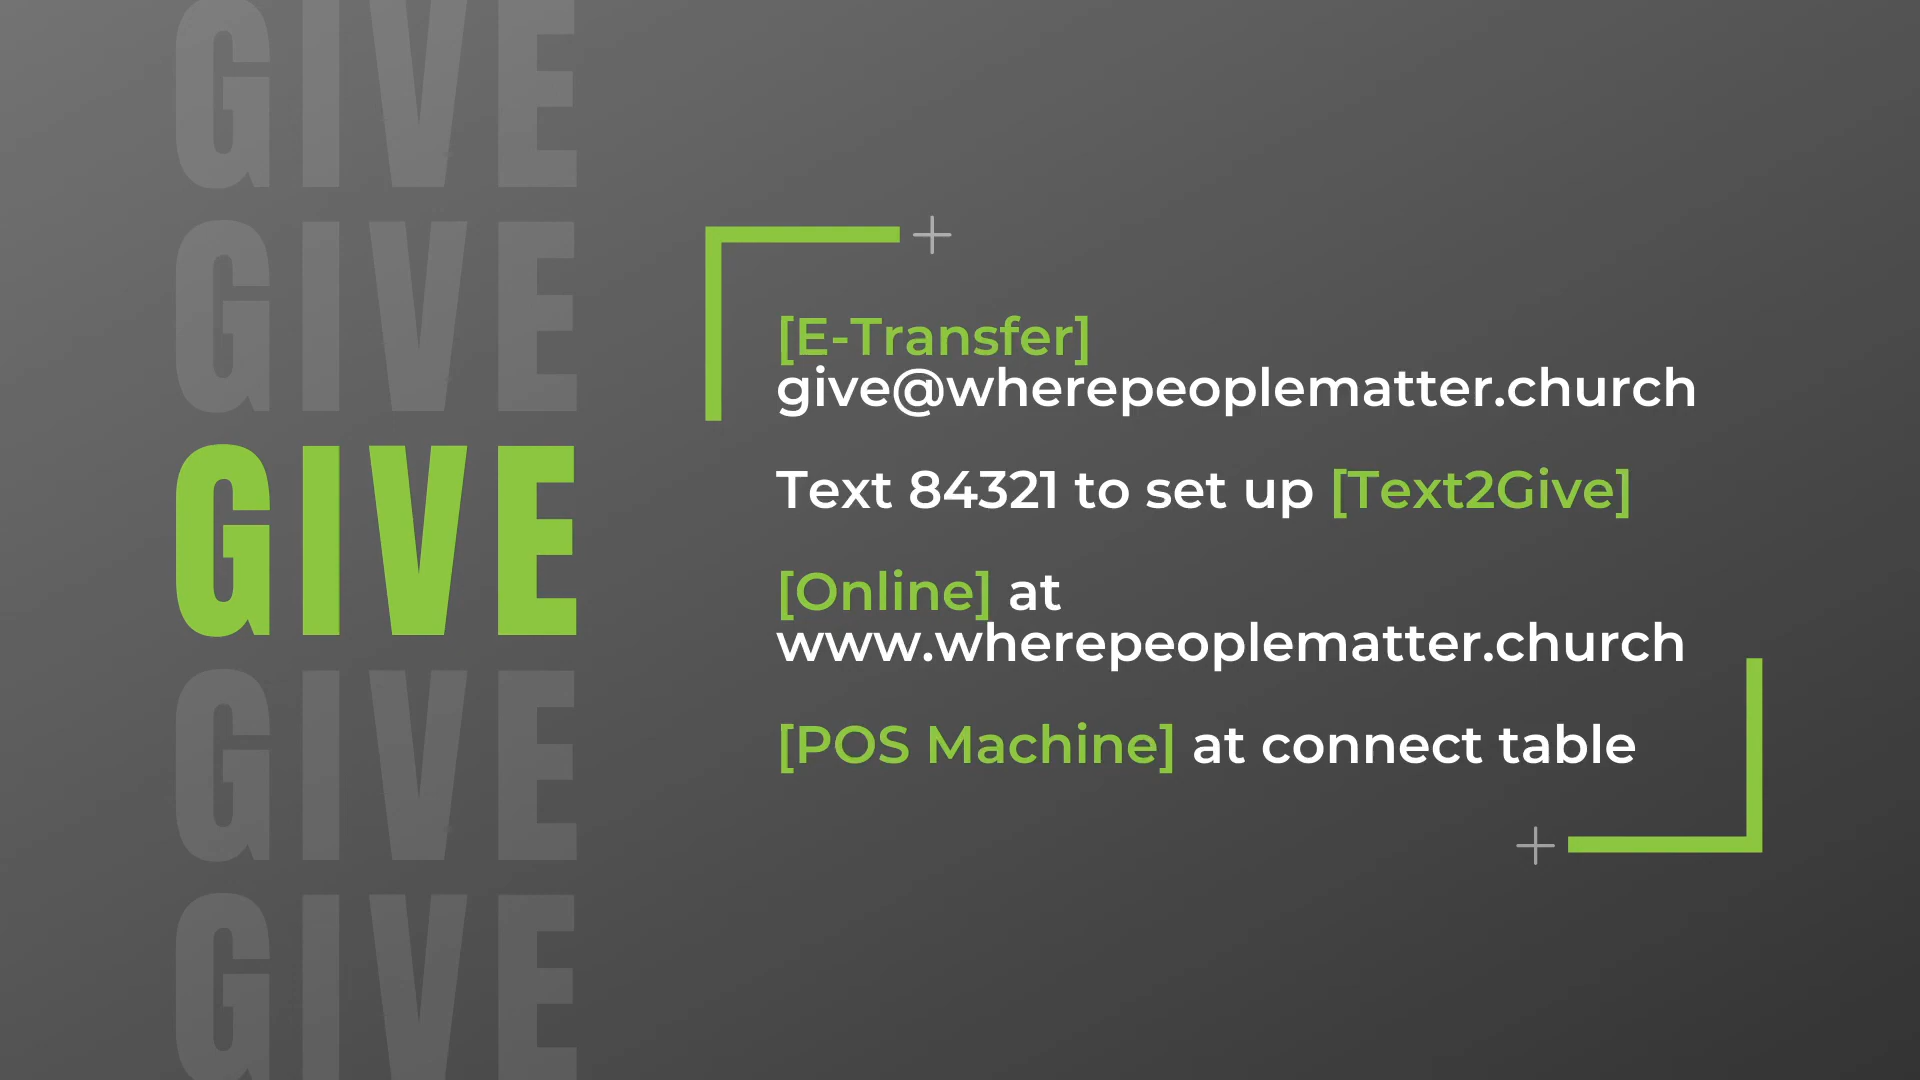 GIVE
GIVE
GIVE
GIVE
GIVE
[E-Transfer]
give@wherepeoplematter.church
Text 84321 to set up [Text2Give]
[Online] at
www.wherepeoplematter.church
[POS Machine] at connect table